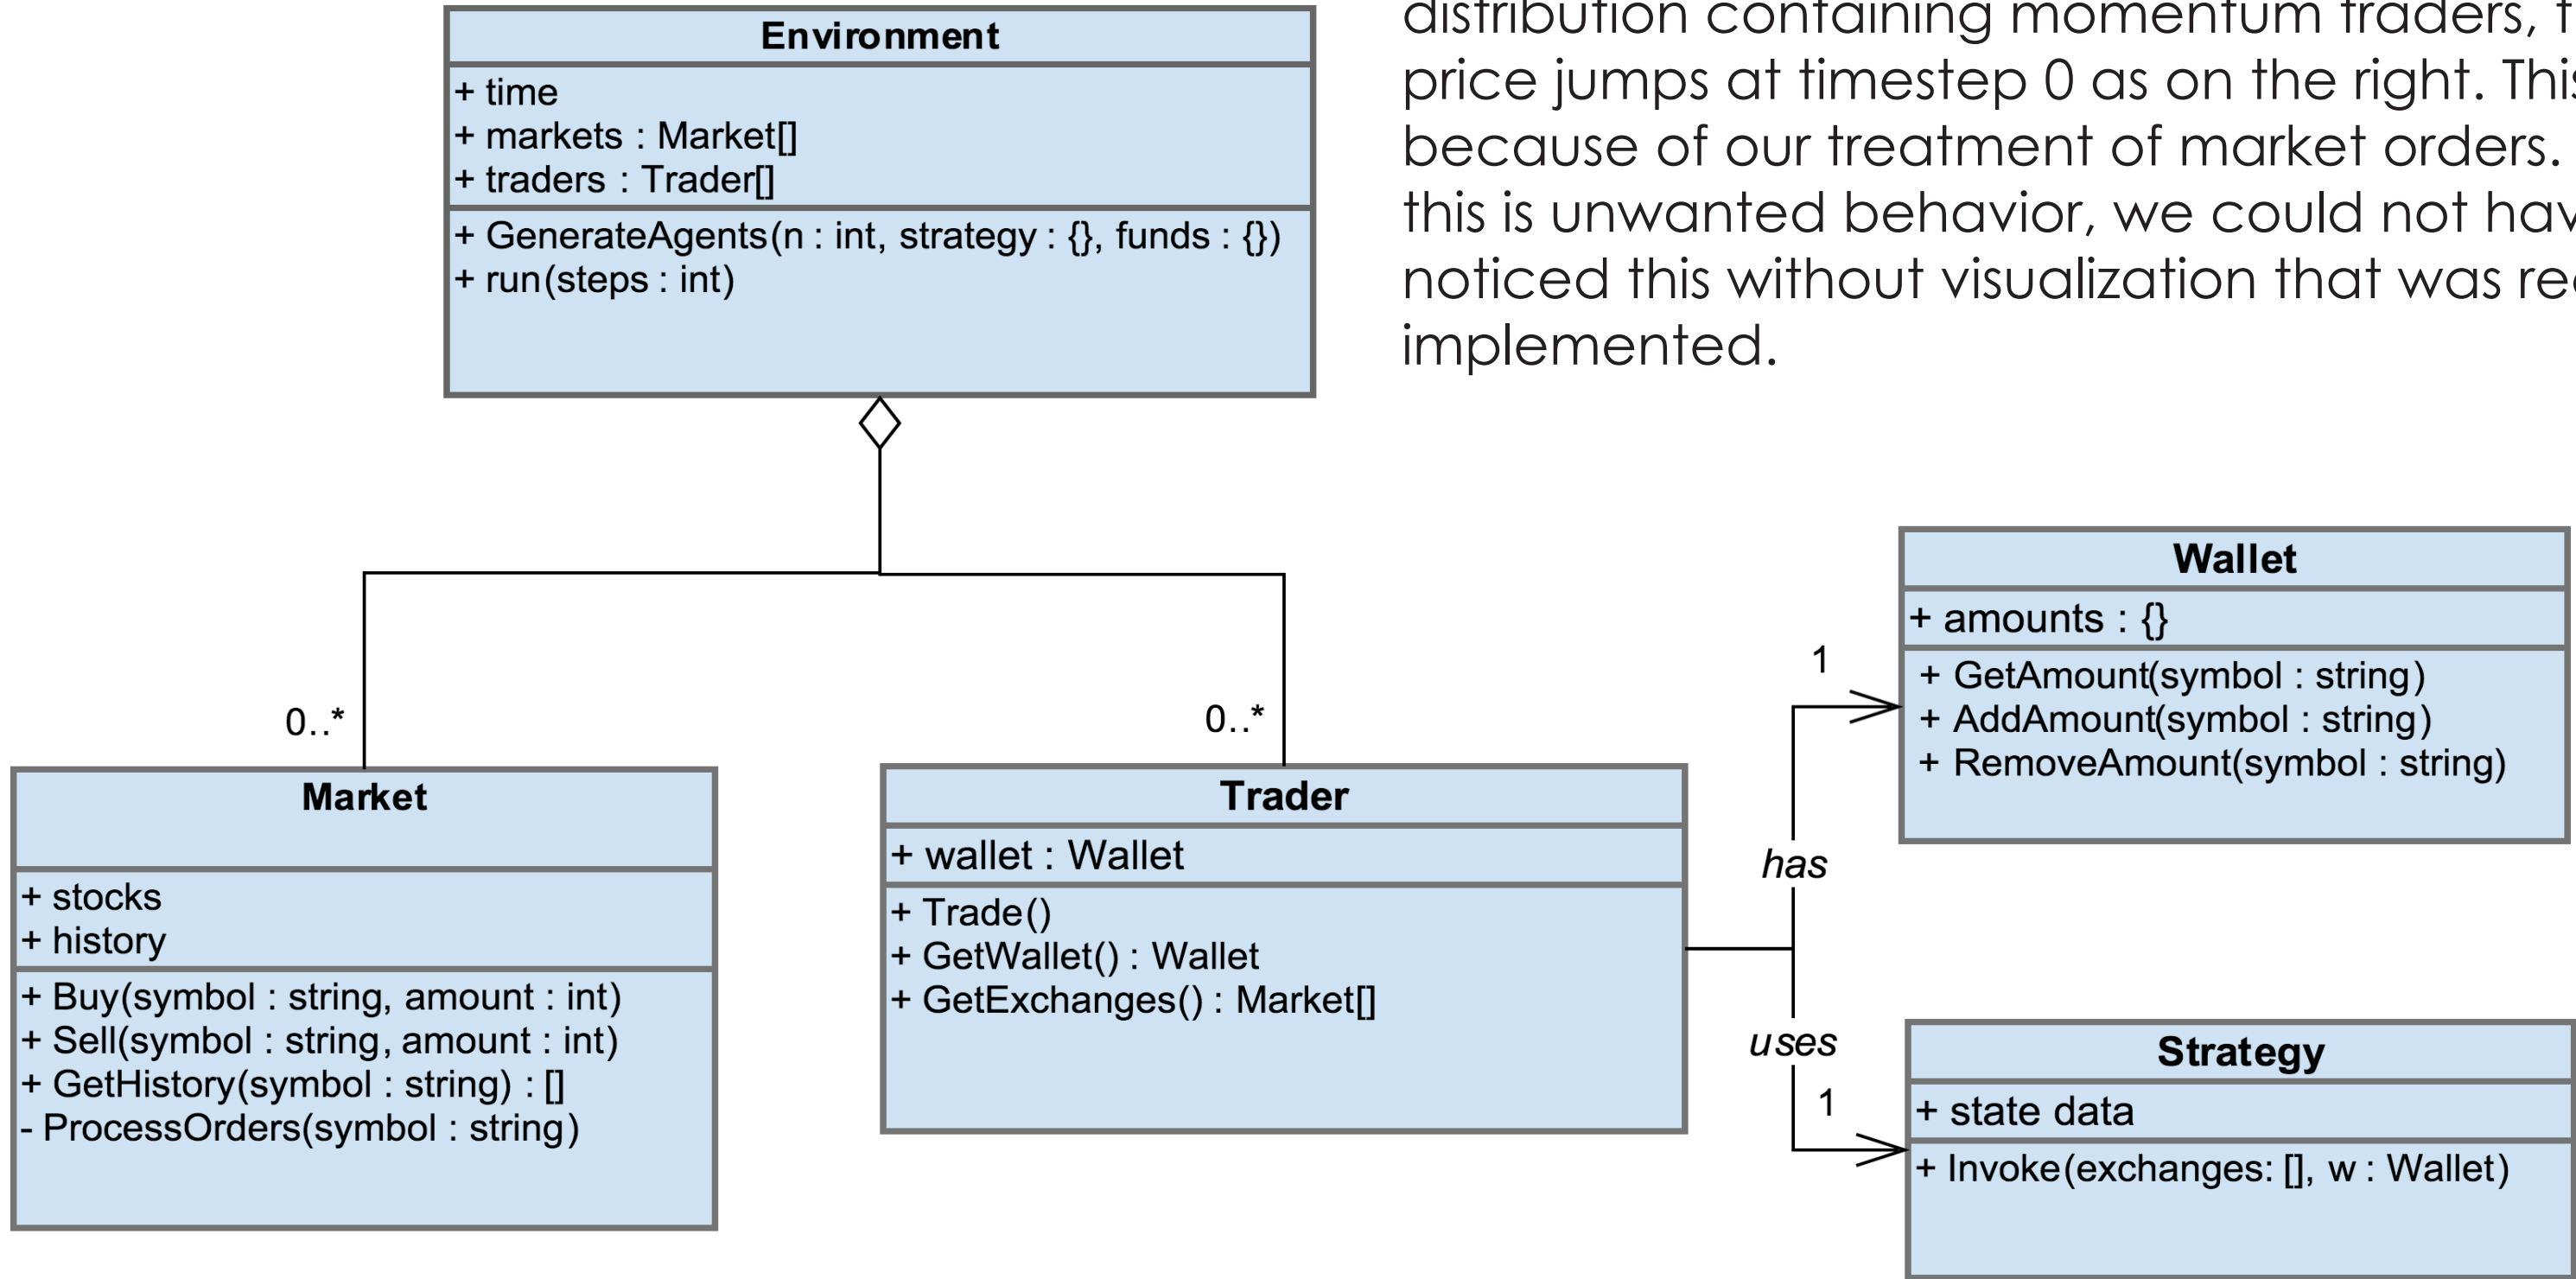 Environment
+ time
+ markets : Market[]
+ traders : Trader[]
+ GenerateAgents(n : int, strategy : {}, funds : {})
+ run(steps : int)
distribution containing momentum traders,
price jumps at timestep 0 as on the right. This
because of our treatment of market orders.
this is unwanted behavior, we could not
noticed this without visualization that was
implemented.
0..*
0..*
Market
+ stocks
+ history
+ Buy(symbol : string, amount : int)
+ Sell(symbol : string, amount : int)
+ GetHistory(symbol : string) : []
- ProcessOrders(symbol : string)
Trader
+ wallet : Wallet
+ Trade()
+ GetWallet() : Wallet
+ GetExchanges() : Market[]
has
1
uses
1
Wallet
+ amounts : {}
+ GetAmount(symbol : string)
+ AddAmount(symbol : string)
+ RemoveAmount(symbol : string)
Strategy
+ state data
+ Invoke(exchanges: [], w : Wallet)